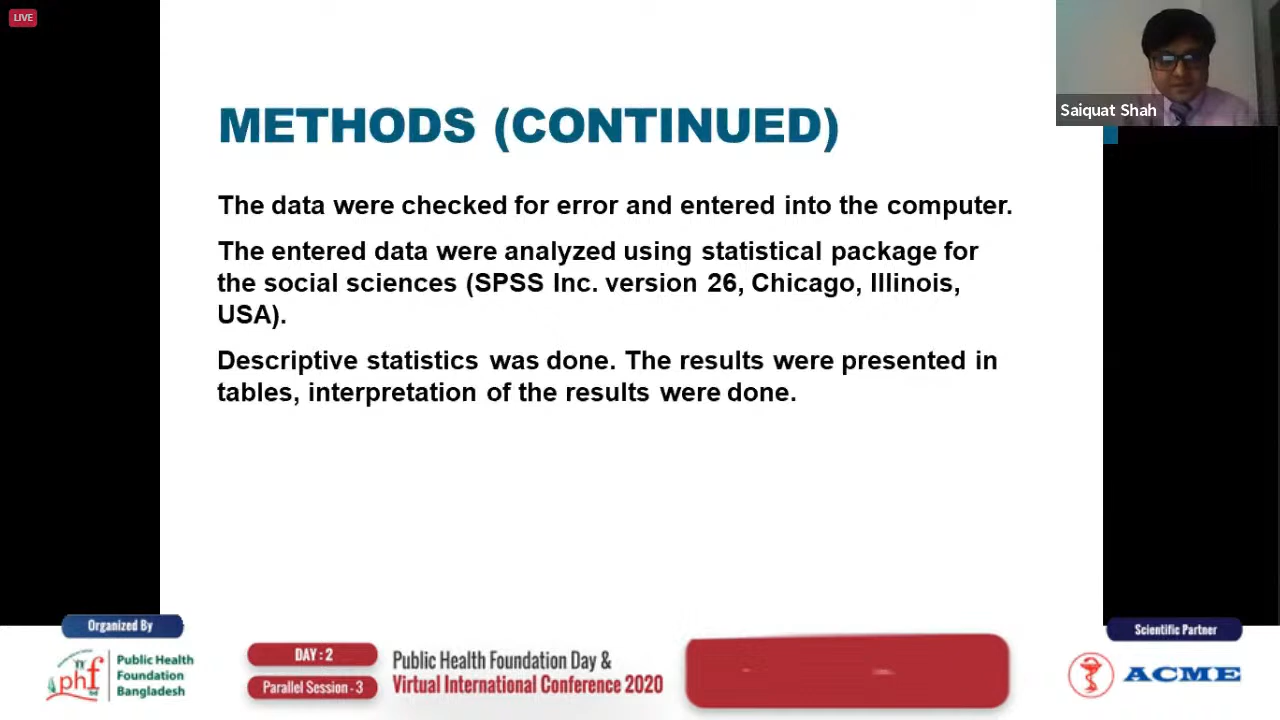 LIVE
Saiquat Shah
METHODS (CONTINUED)
The data were checked for error and entered into the computer.
The entered data were analyzed using statistical package for
the social sciences (SPSS Inc. version 26, Chicago, Illinois,
USA).
Descriptive statistics was done. The results were presented in
tables, interpretation of the results were done.
Organized By
phf
Public Health
Foundation
Bangladesh
DAY : 2
Parallel Session - 3
Public Health Foundation Day &
Virtual International Conference 2020
Scientific Partner
ACME